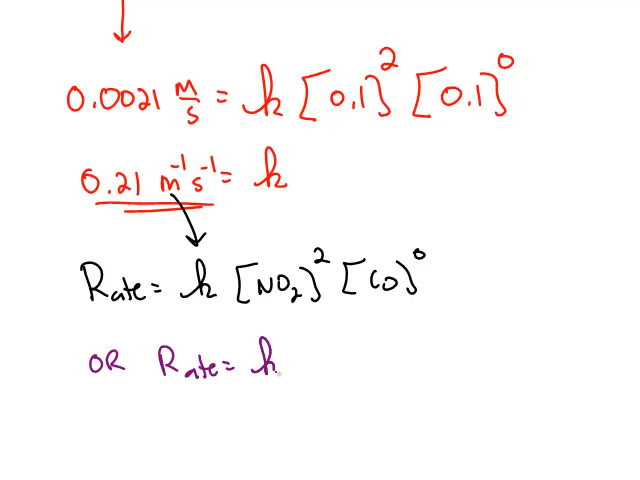 0.0021 M/s = k [0.1]² [0.1]⁰
0.21 M⁻¹ s⁻¹ = k
Rate = k [NO₂]² [CO]⁰
OR Rate = k